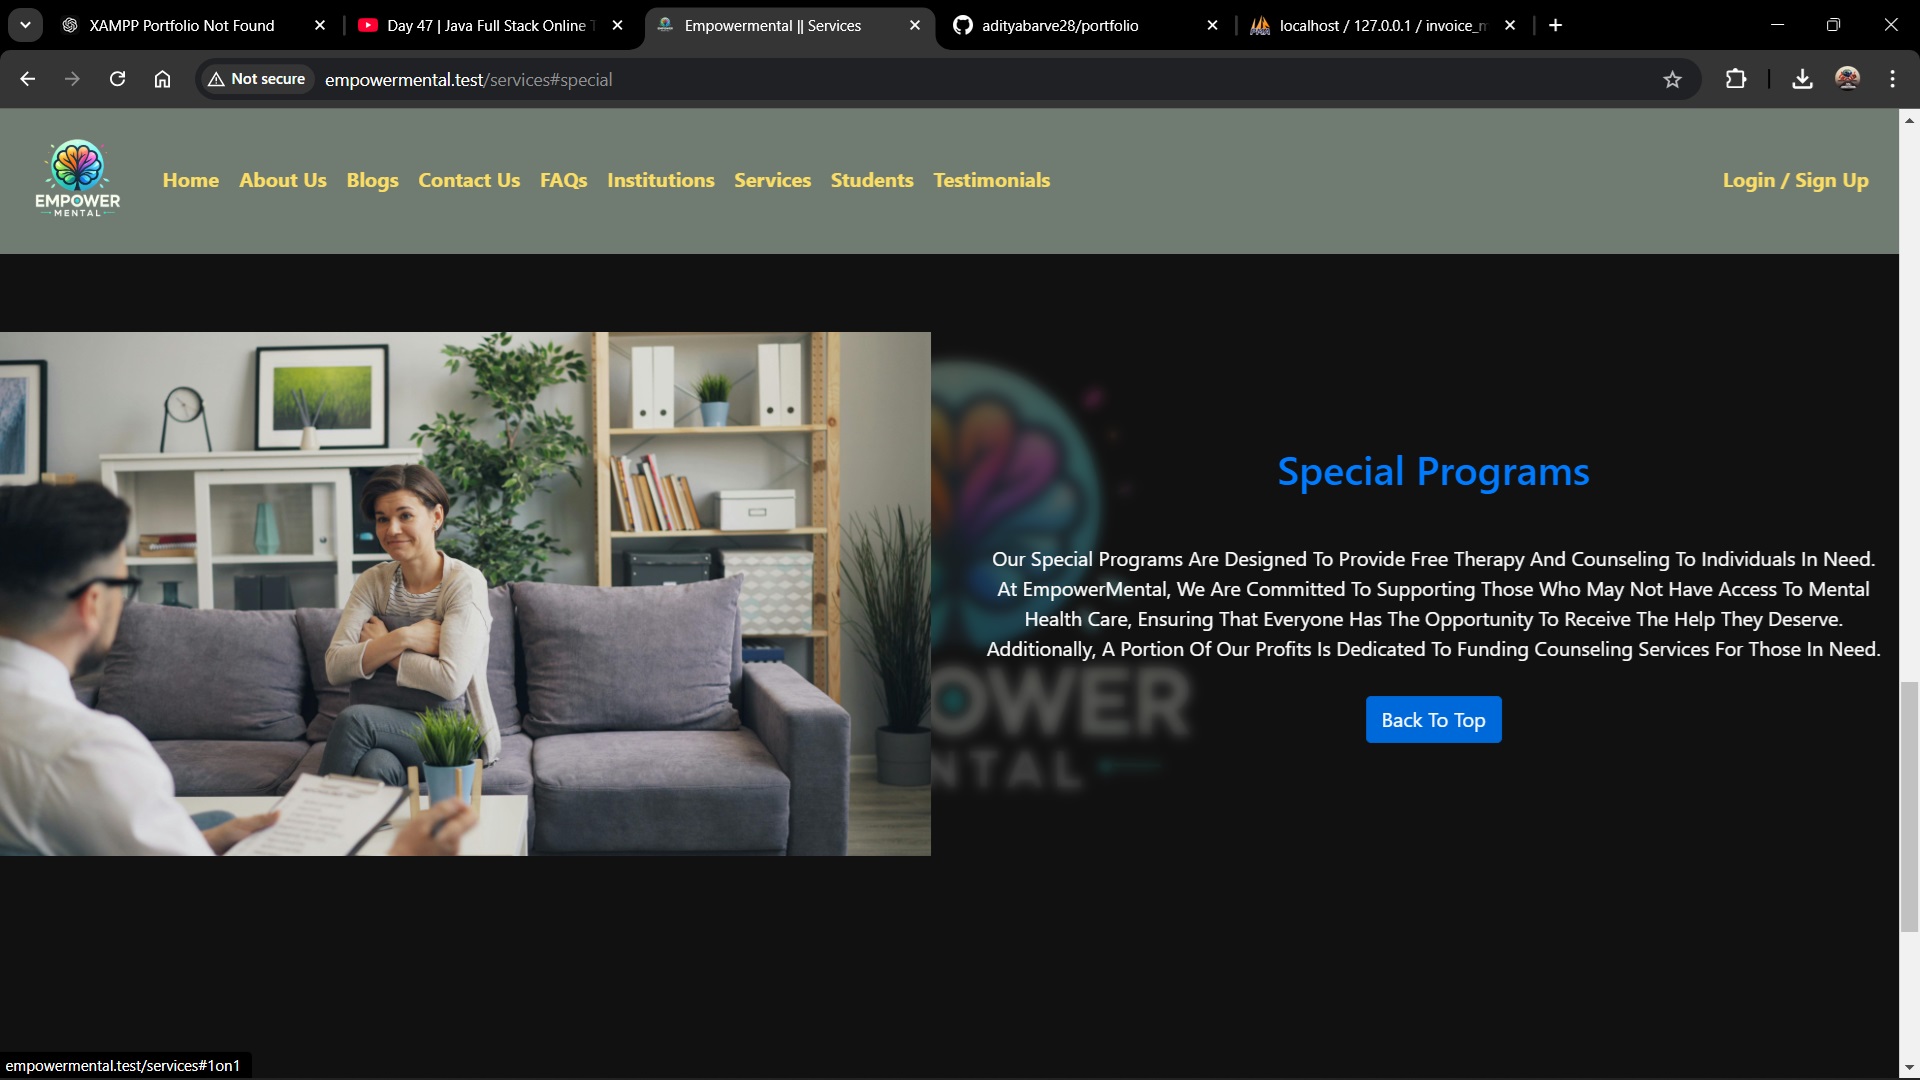 XAMPP Portfolio Not Found
Day 47 | Java Full Stack Online
Empowermental || Services
adityabarve28/portfolio
localhost / 127.0.0.1 / invoice_
Not secure
empowermental.test/services#special
EMPOWER
MENTAL
Home
About Us
Blogs
Contact Us
FAQs
Institutions
Services
Students
Testimonials
Login / Sign Up
Special Programs
Our Special Programs Are Designed To Provide Free Therapy And Counseling To Individuals In Need.
At EmpowerMental, We Are Committed To Supporting Those Who May Not Have Access To Mental
Health Care, Ensuring That Everyone Has The Opportunity To Receive The Help They Deserve.
Additionally, A Portion Of Our Profits Is Dedicated To Funding Counseling Services For Those In Need.
OWER
NTAL
Back To Top
empowermental.test/services#1on1